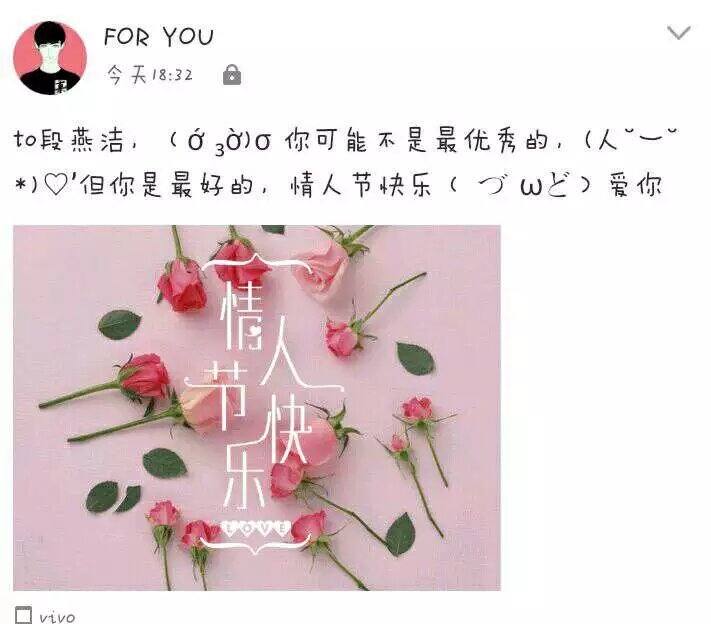 FOR YOU
今天18:32
to段燕洁，（ σ́ ₃σ̀)σ 你可能不是最优秀的，(人˘︶˘
*)♡′但你是最好的，情人节快乐（ づ ωど）爱你
情人
节快
乐
LOVE
vivo